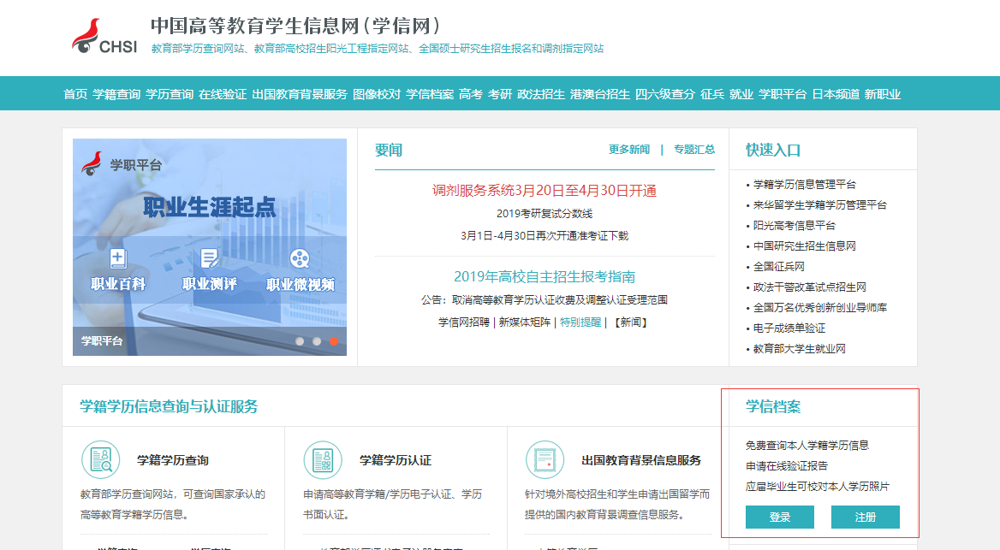 CHSI
中国高等教育学生信息网(学信网)
教育部学历查询网站、教育部高校招生阳光工程指定网站、全国硕士研究生招生报名和调剂指定网站
首页 学籍查询 学历查询 在线验证 出国教育背景服务 图像校对 学信档案 高考 考研 政法招生 港澳台招生 四六级查分 征兵 就业 学职平台 日本频道 新职业
学职平台
职业生涯起点
职业百科 职业测评 职业微视频
学职平台
要闻
更多新闻 | 专题汇总
调剂服务系统3月20日至4月30日开通
2019考研复试分数线
3月1日-4月30日再次开通准考证下载
2019年高校自主招生报考指南
公告：取消高等教育学历认证收费及调整认证受理范围
学信网招聘 | 新媒体矩阵 | 特别提醒 | 【新闻】
快速入口
• 学籍学历信息管理平台
• 来华留学生学籍学历管理平台
• 阳光高考信息平台
• 中国研究生招生信息网
• 全国征兵网
• 政法干警改革试点招生网
• 全国万名优秀创新创业导师库
• 电子成绩单验证
• 教育部大学生就业网
学籍学历信息查询与认证服务
学籍学历查询
教育部学历查询网站，可查询国家承认的
高等教育学籍学历信息。
学籍学历认证
申请高等教育学籍/学历电子认证、学历
书面认证。
出国教育背景信息服务
针对境外高校招生和学生申请出国留学而
提供的国内教育背景调查信息服务。
学信档案
免费查询本人学籍学历信息
申请在线验证报告
应届毕业生可校对本人学历照片
登录 注册